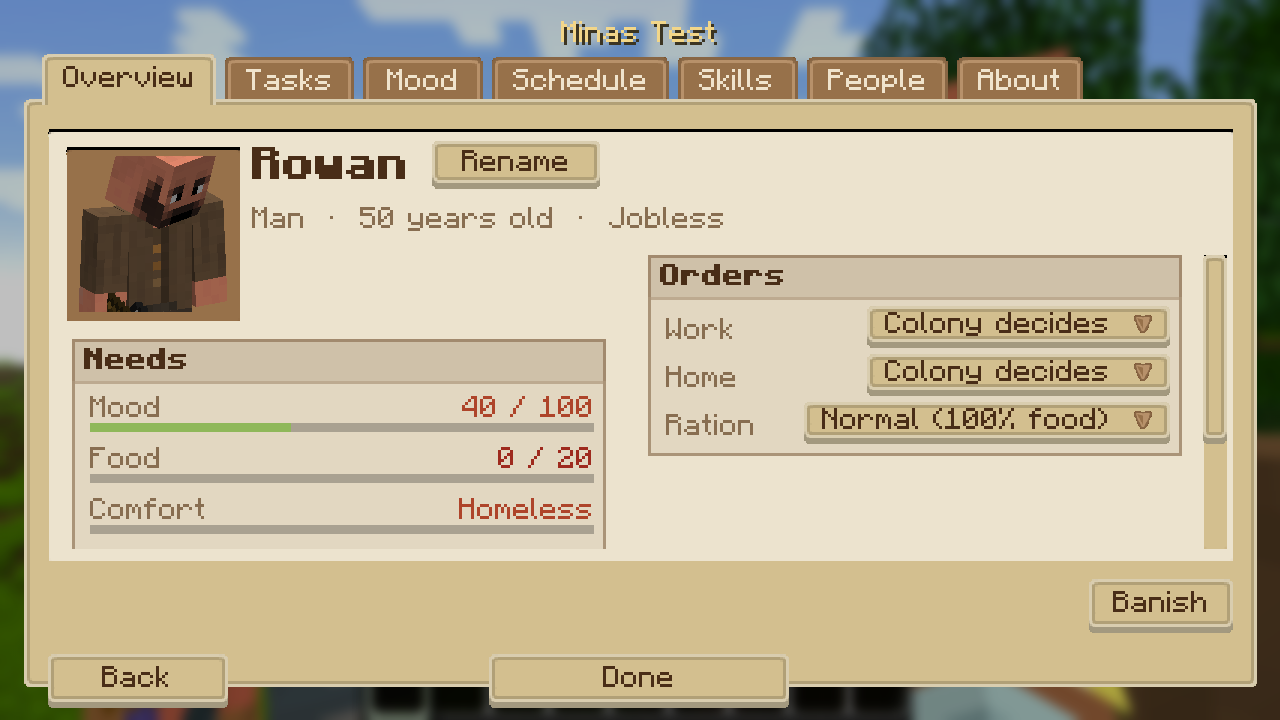 Minas Test
Overview Tasks Mood Schedule Skills People About
Rowan Rename
Man · 50 years old · Jobless
Orders
Work Colony decides
Home Colony decides
Ration Normal (100% food)
Needs
Mood 40 / 100
Food 0 / 20
Comfort Homeless
Banish
Back Done